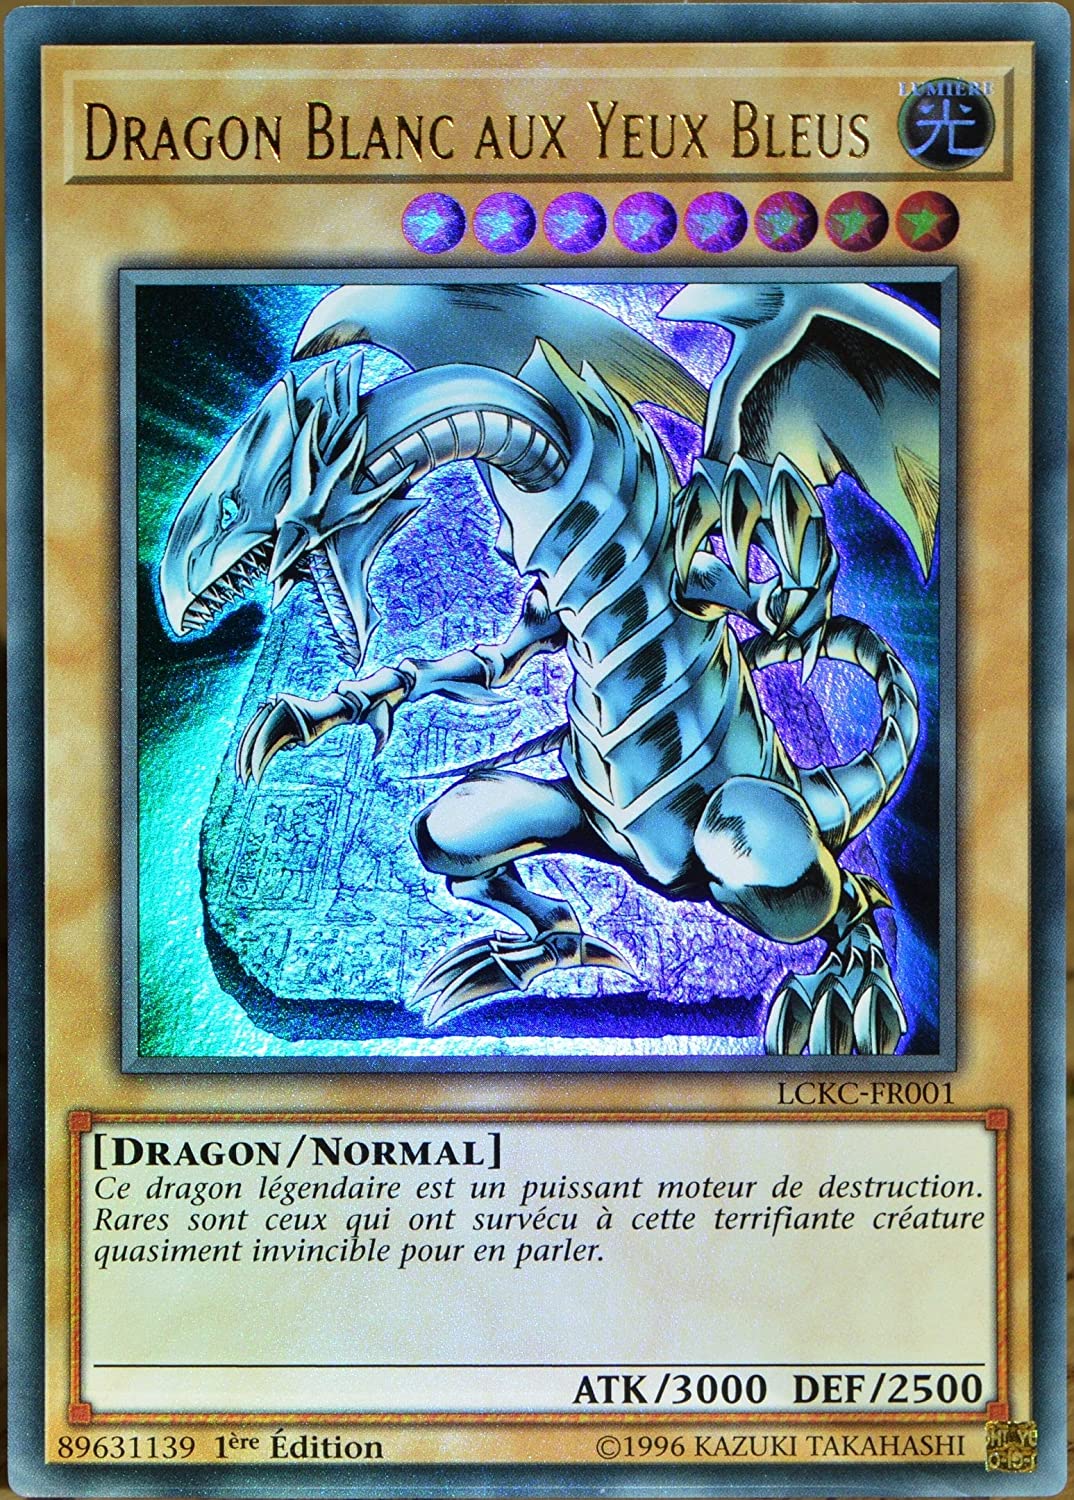 DRAGON BLANC AUX YEUX BLEUS
LUMIERE
光
LCKC-FR001
[DRAGON/NORMAL]
Ce dragon légendaire est un puissant moteur de destruction.
Rares sont ceux qui ont survécu à cette terrifiante créature
quasiment invincible pour en parler.
ATK/3000 DEF/2500
89631139 1ère Édition
©1996 KAZUKI TAKAHASHI